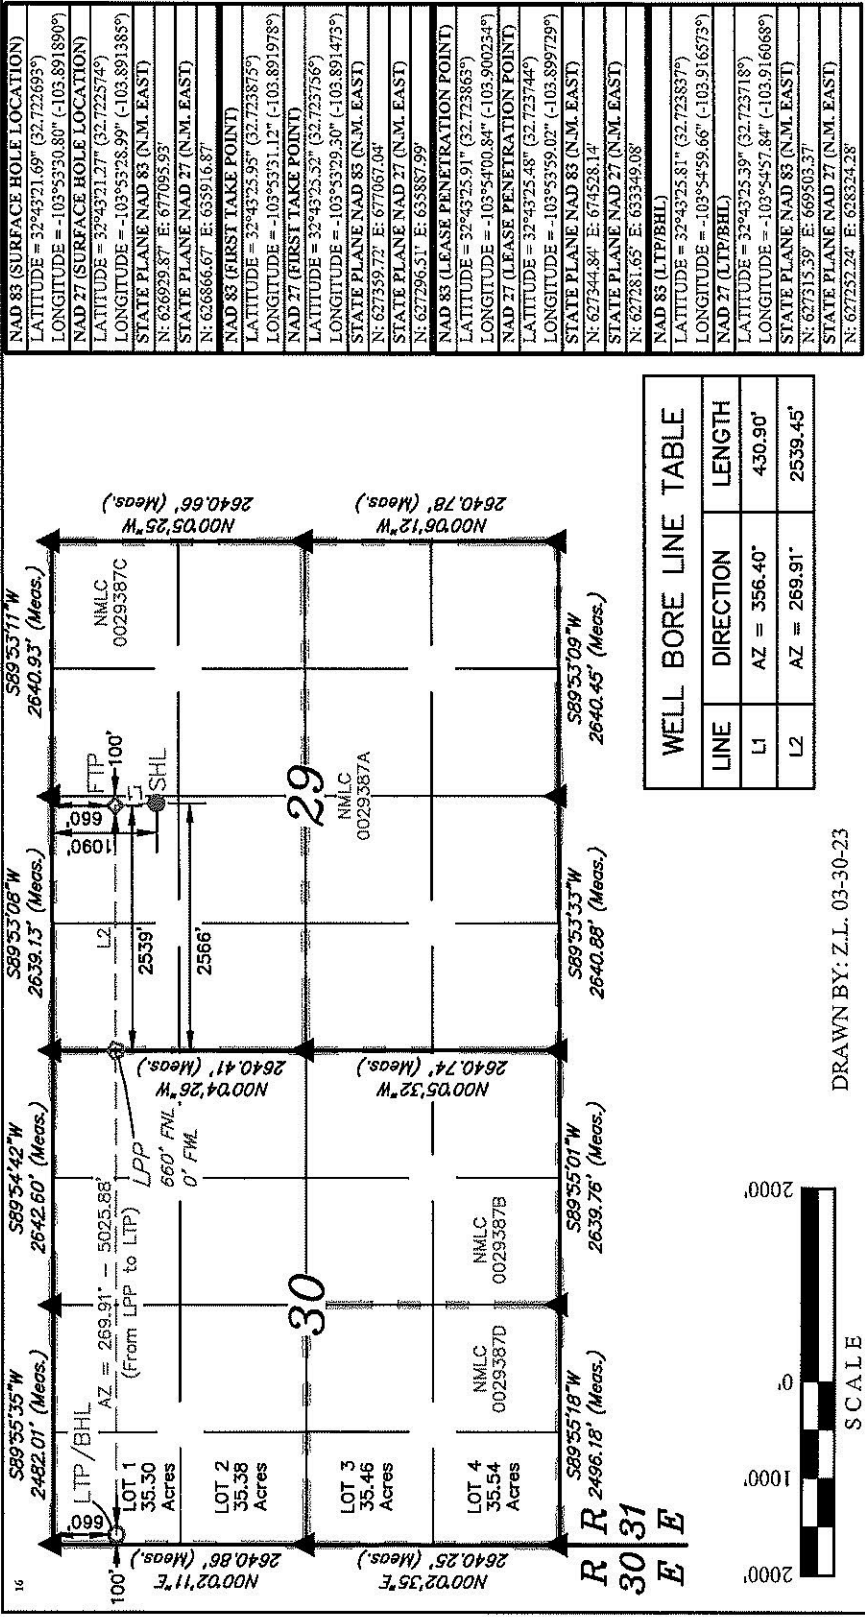 16
S89°55'35"W
2482.01' (Meas.)
S89°54'42"W
2642.60' (Meas.)
S89°53'08"W
2639.13' (Meas.)
S89°53'11"W
2640.93' (Meas.)
LTP/BHL
660'
100'
AZ = 269.91° - 5025.88'
(From LPP to LTP)
LPP
660' FNL,
0' FWL
L2
2539'
2566'
1090'
660'
FTP
100'
L1
SHL
NMLC
0029387C
LOT 1
35.30
Acres
LOT 2
35.38
Acres
LOT 3
35.46
Acres
LOT 4
35.54
Acres
30
29
NMLC
0029387A
NMLC
0029387D
NMLC
0029387B
N00°02'11"E
2640.86' (Meas.)
N00°02'35"E
2640.25' (Meas.)
N00°04'26"W
2640.41' (Meas.)
N00°05'32"W
2640.74' (Meas.)
N00°05'25"W
2640.66' (Meas.)
N00°06'12"W
2640.78' (Meas.)
S89°55'18"W
2496.18' (Meas.)
S89°55'01"W
2639.76' (Meas.)
S89°53'33"W
2640.88' (Meas.)
S89°53'09"W
2640.45' (Meas.)
R R
30 31
E E
2000' 1000' 0' 2000'
SCALE
DRAWN BY: Z.L. 03-30-23
WELL BORE LINE TABLE
LINE DIRECTION LENGTH
L1 AZ = 356.40° 430.90'
L2 AZ = 269.91° 2539.45'
NAD 83 (SURFACE HOLE LOCATION)
LATITUDE = 32°43'21.69" (32.722693°)
LONGITUDE = -103°53'30.80" (-103.891890°)
NAD 27 (SURFACE HOLE LOCATION)
LATITUDE = 32°43'21.27" (32.722574°)
LONGITUDE = -103°53'28.99" (-103.891385°)
STATE PLANE NAD 83 (N.M. EAST)
N: 626929.87' E: 677095.93'
STATE PLANE NAD 27 (N.M. EAST)
N: 626866.67' E: 635916.87'
NAD 83 (FIRST TAKE POINT)
LATITUDE = 32°43'25.95" (32.723875°)
LONGITUDE = -103°53'31.12" (-103.891978°)
NAD 27 (FIRST TAKE POINT)
LATITUDE = 32°43'25.52" (32.723756°)
LONGITUDE = -103°53'29.30" (-103.891473°)
STATE PLANE NAD 83 (N.M. EAST)
N: 627359.72' E: 677067.04'
STATE PLANE NAD 27 (N.M. EAST)
N: 627296.51' E: 635887.99'
NAD 83 (LEASE PENETRATION POINT)
LATITUDE = 32°43'25.91" (32.723863°)
LONGITUDE = -103°54'00.84" (-103.900234°)
NAD 27 (LEASE PENETRATION POINT)
LATITUDE = 32°43'25.48" (32.723744°)
LONGITUDE = -103°53'59.02" (-103.899729°)
STATE PLANE NAD 83 (N.M. EAST)
N: 627344.84' E: 674528.14'
STATE PLANE NAD 27 (N.M. EAST)
N: 627281.65' E: 633349.08'
NAD 83 (LTP/BHL)
LATITUDE = 32°43'25.81" (32.723837°)
LONGITUDE = -103°54'59.66" (-103.916573°)
NAD 27 (LTP/BHL)
LATITUDE = 32°43'25.39" (32.723718°)
LONGITUDE = -103°54'57.84" (-103.916068°)
STATE PLANE NAD 83 (N.M. EAST)
N: 627315.39' E: 669503.37'
STATE PLANE NAD 27 (N.M. EAST)
N: 627252.24' E: 628324.28'